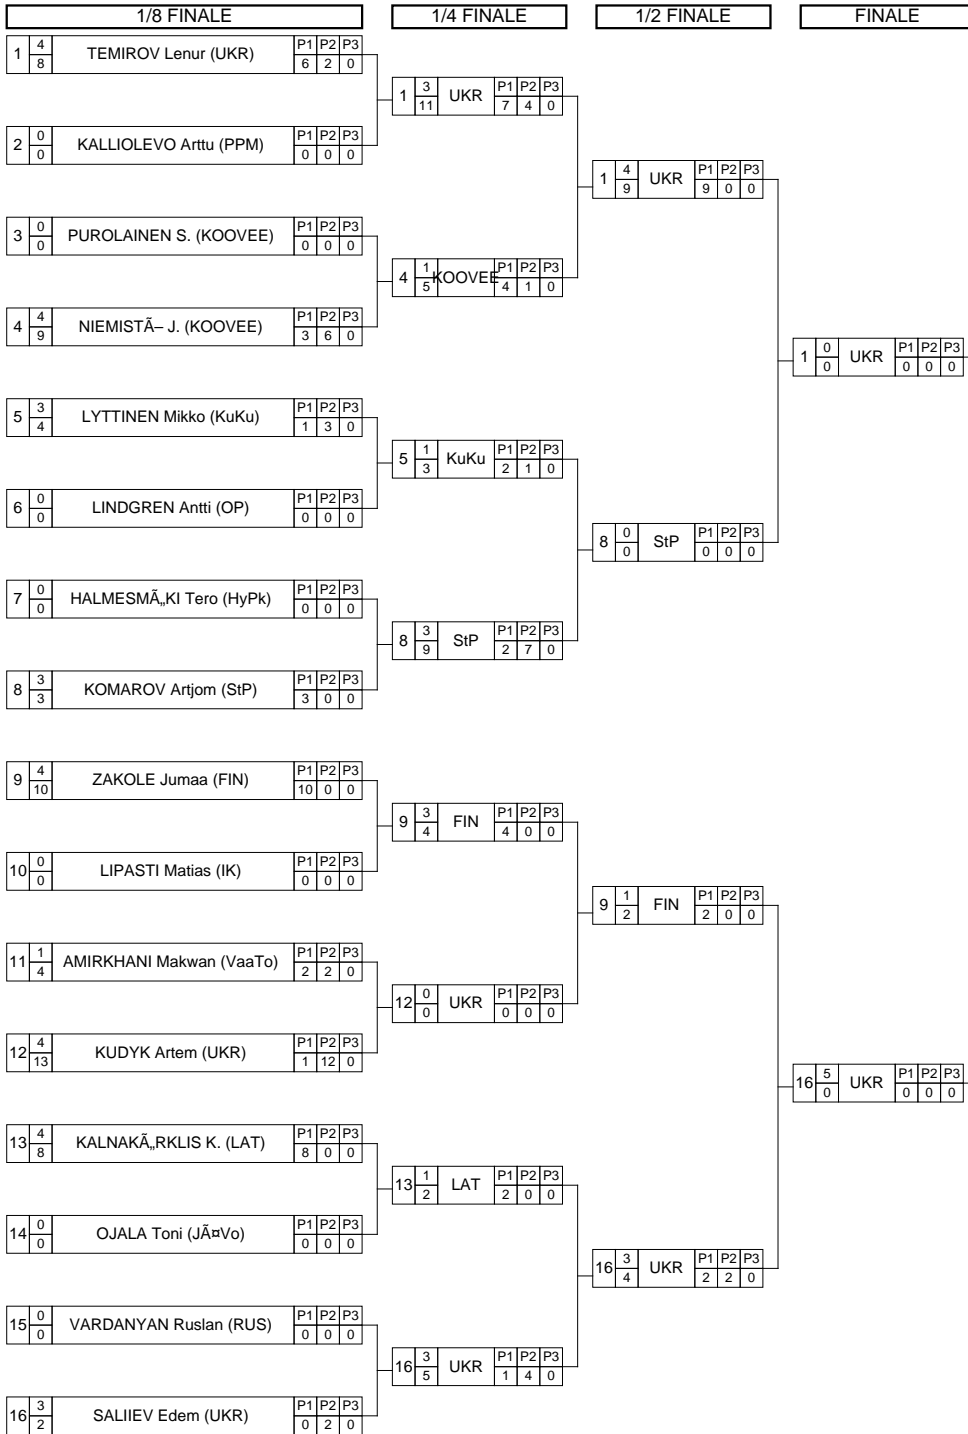 1/8 FINALE 1/4 FINALE 1/2 FINALE FINALE
1 4 8 TEMIROV Lenur (UKR) P1 P2 P3 6 2 0
1 3 11 UKR P1 P2 P3 7 4 0
2 0 0 KALLIOLEVO Arttu (PPM) P1 P2 P3 0 0 0
1 4 9 UKR P1 P2 P3 9 0 0
3 0 0 PUROLAINEN S. (KOOVEE) P1 P2 P3 0 0 0
4 1 5 KOOVEE P1 P2 P3 4 1 0
4 4 9 NIEMISTÃ– J. (KOOVEE) P1 P2 P3 3 6 0
1 0 0 UKR P1 P2 P3 0 0 0
5 3 4 LYTTINEN Mikko (KuKu) P1 P2 P3 1 3 0
5 1 3 KuKu P1 P2 P3 2 1 0
6 0 0 LINDGREN Antti (OP) P1 P2 P3 0 0 0
8 0 0 StP P1 P2 P3 0 0 0
7 0 0 HALMESMÃ„KI Tero (HyPk) P1 P2 P3 0 0 0
8 3 9 StP P1 P2 P3 2 7 0
8 3 3 KOMAROV Artjom (StP) P1 P2 P3 3 0 0
9 4 10 ZAKOLE Jumaa (FIN) P1 P2 P3 10 0 0
9 3 4 FIN P1 P2 P3 4 0 0
10 0 0 LIPASTI Matias (IK) P1 P2 P3 0 0 0
9 1 2 FIN P1 P2 P3 2 0 0
11 1 4 AMIRKHANI Makwan (VaaTo) P1 P2 P3 2 2 0
12 0 0 UKR P1 P2 P3 0 0 0
12 4 13 KUDYK Artem (UKR) P1 P2 P3 1 12 0
16 5 0 UKR P1 P2 P3 0 0 0
13 4 8 KALNAKÃ„RKLIS K. (LAT) P1 P2 P3 8 0 0
13 1 2 LAT P1 P2 P3 2 0 0
14 0 0 OJALA Toni (JÃ¤Vo) P1 P2 P3 0 0 0
16 3 4 UKR P1 P2 P3 2 2 0
15 0 0 VARDANYAN Ruslan (RUS) P1 P2 P3 0 0 0
16 3 5 UKR P1 P2 P3 1 4 0
16 3 2 SALIIEV Edem (UKR) P1 P2 P3 0 2 0